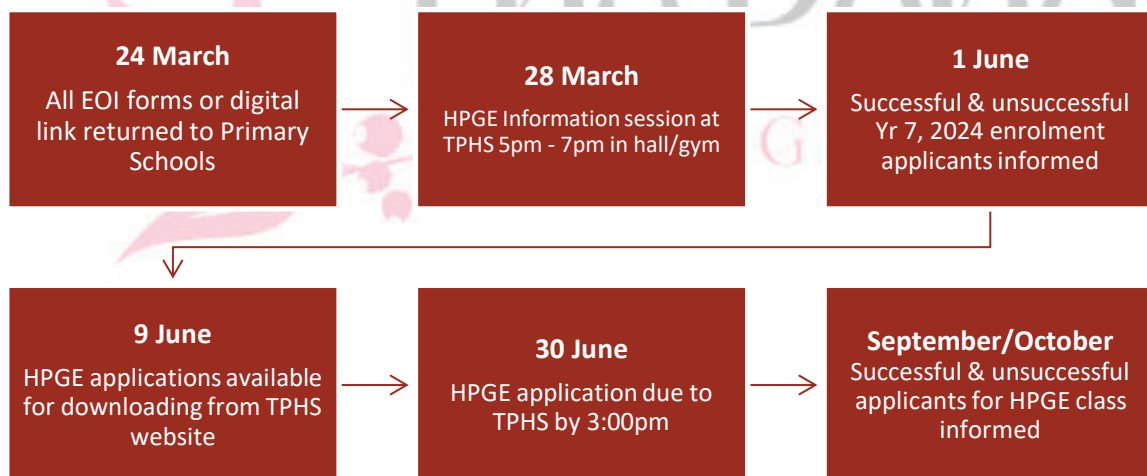 24 March
All EOI forms or digital
link returned to Primary
Schools
28 March
HPGE Information session at
TPHS 5pm - 7pm in hall/gym
1 June
Successful & unsuccessful
Yr 7, 2024 enrolment
applicants informed
G
9 June
HPGE applications available
for downloading from TPHS
website
30 June
HPGE application due to
TPHS by 3:00pm
September/October
Successful & unsuccessful
applicants for HPGE class
informed